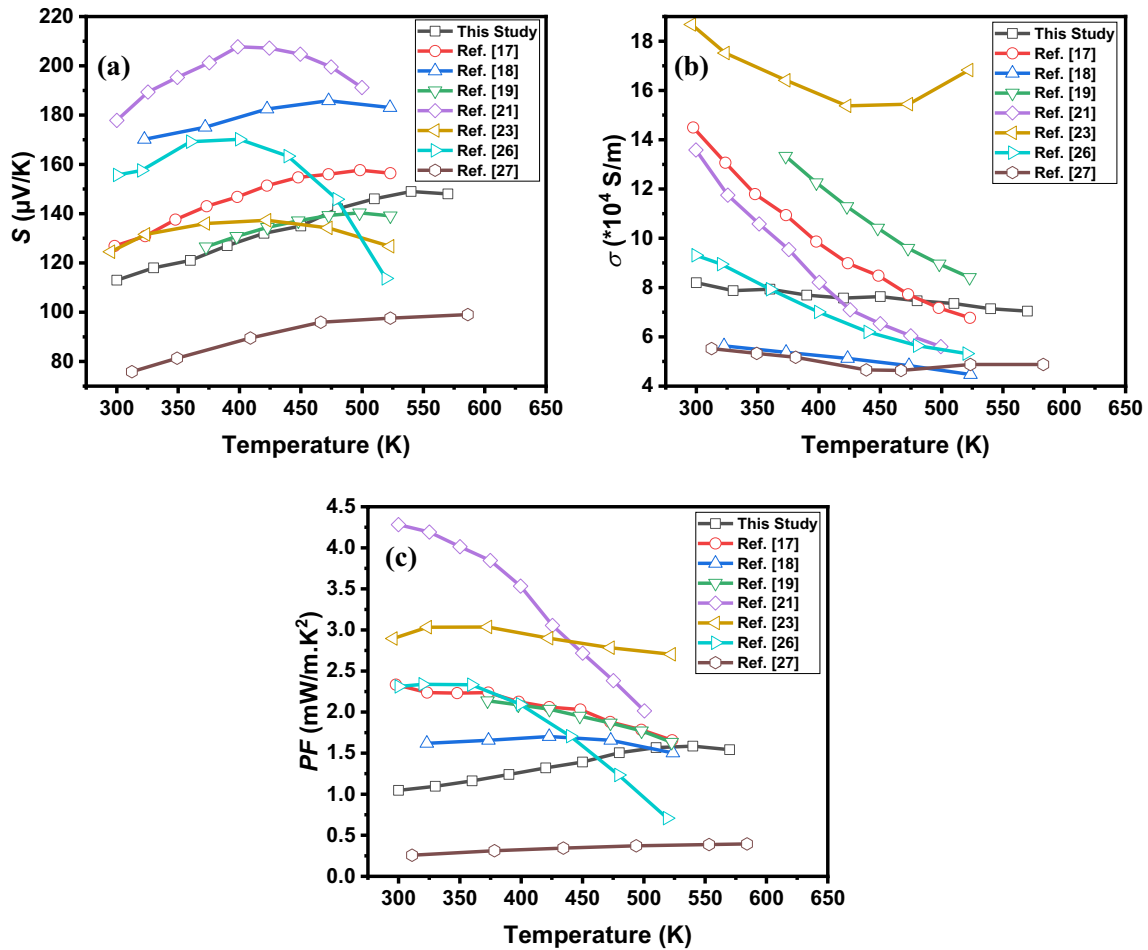 220
200
180
160
140
120
100
80
S (µV/K)
(a)
This Study
Ref. [17]
Ref. [18]
Ref. [19]
Ref. [21]
Ref. [23]
Ref. [26]
Ref. [27]
300 350 400 450 500 550 600 650
Temperature (K)
18
16
14
12
10
8
6
4
σ (*10⁴ S/m)
(b)
This Study
Ref. [17]
Ref. [18]
Ref. [19]
Ref. [21]
Ref. [23]
Ref. [26]
Ref. [27]
300 350 400 450 500 550 600 650
Temperature (K)
4.5
4.0
3.5
3.0
2.5
2.0
1.5
1.0
0.5
0.0
PF (mW/m.K²)
(c)
This Study
Ref. [17]
Ref. [18]
Ref. [19]
Ref. [21]
Ref. [23]
Ref. [26]
Ref. [27]
300 350 400 450 500 550 600 650
Temperature (K)